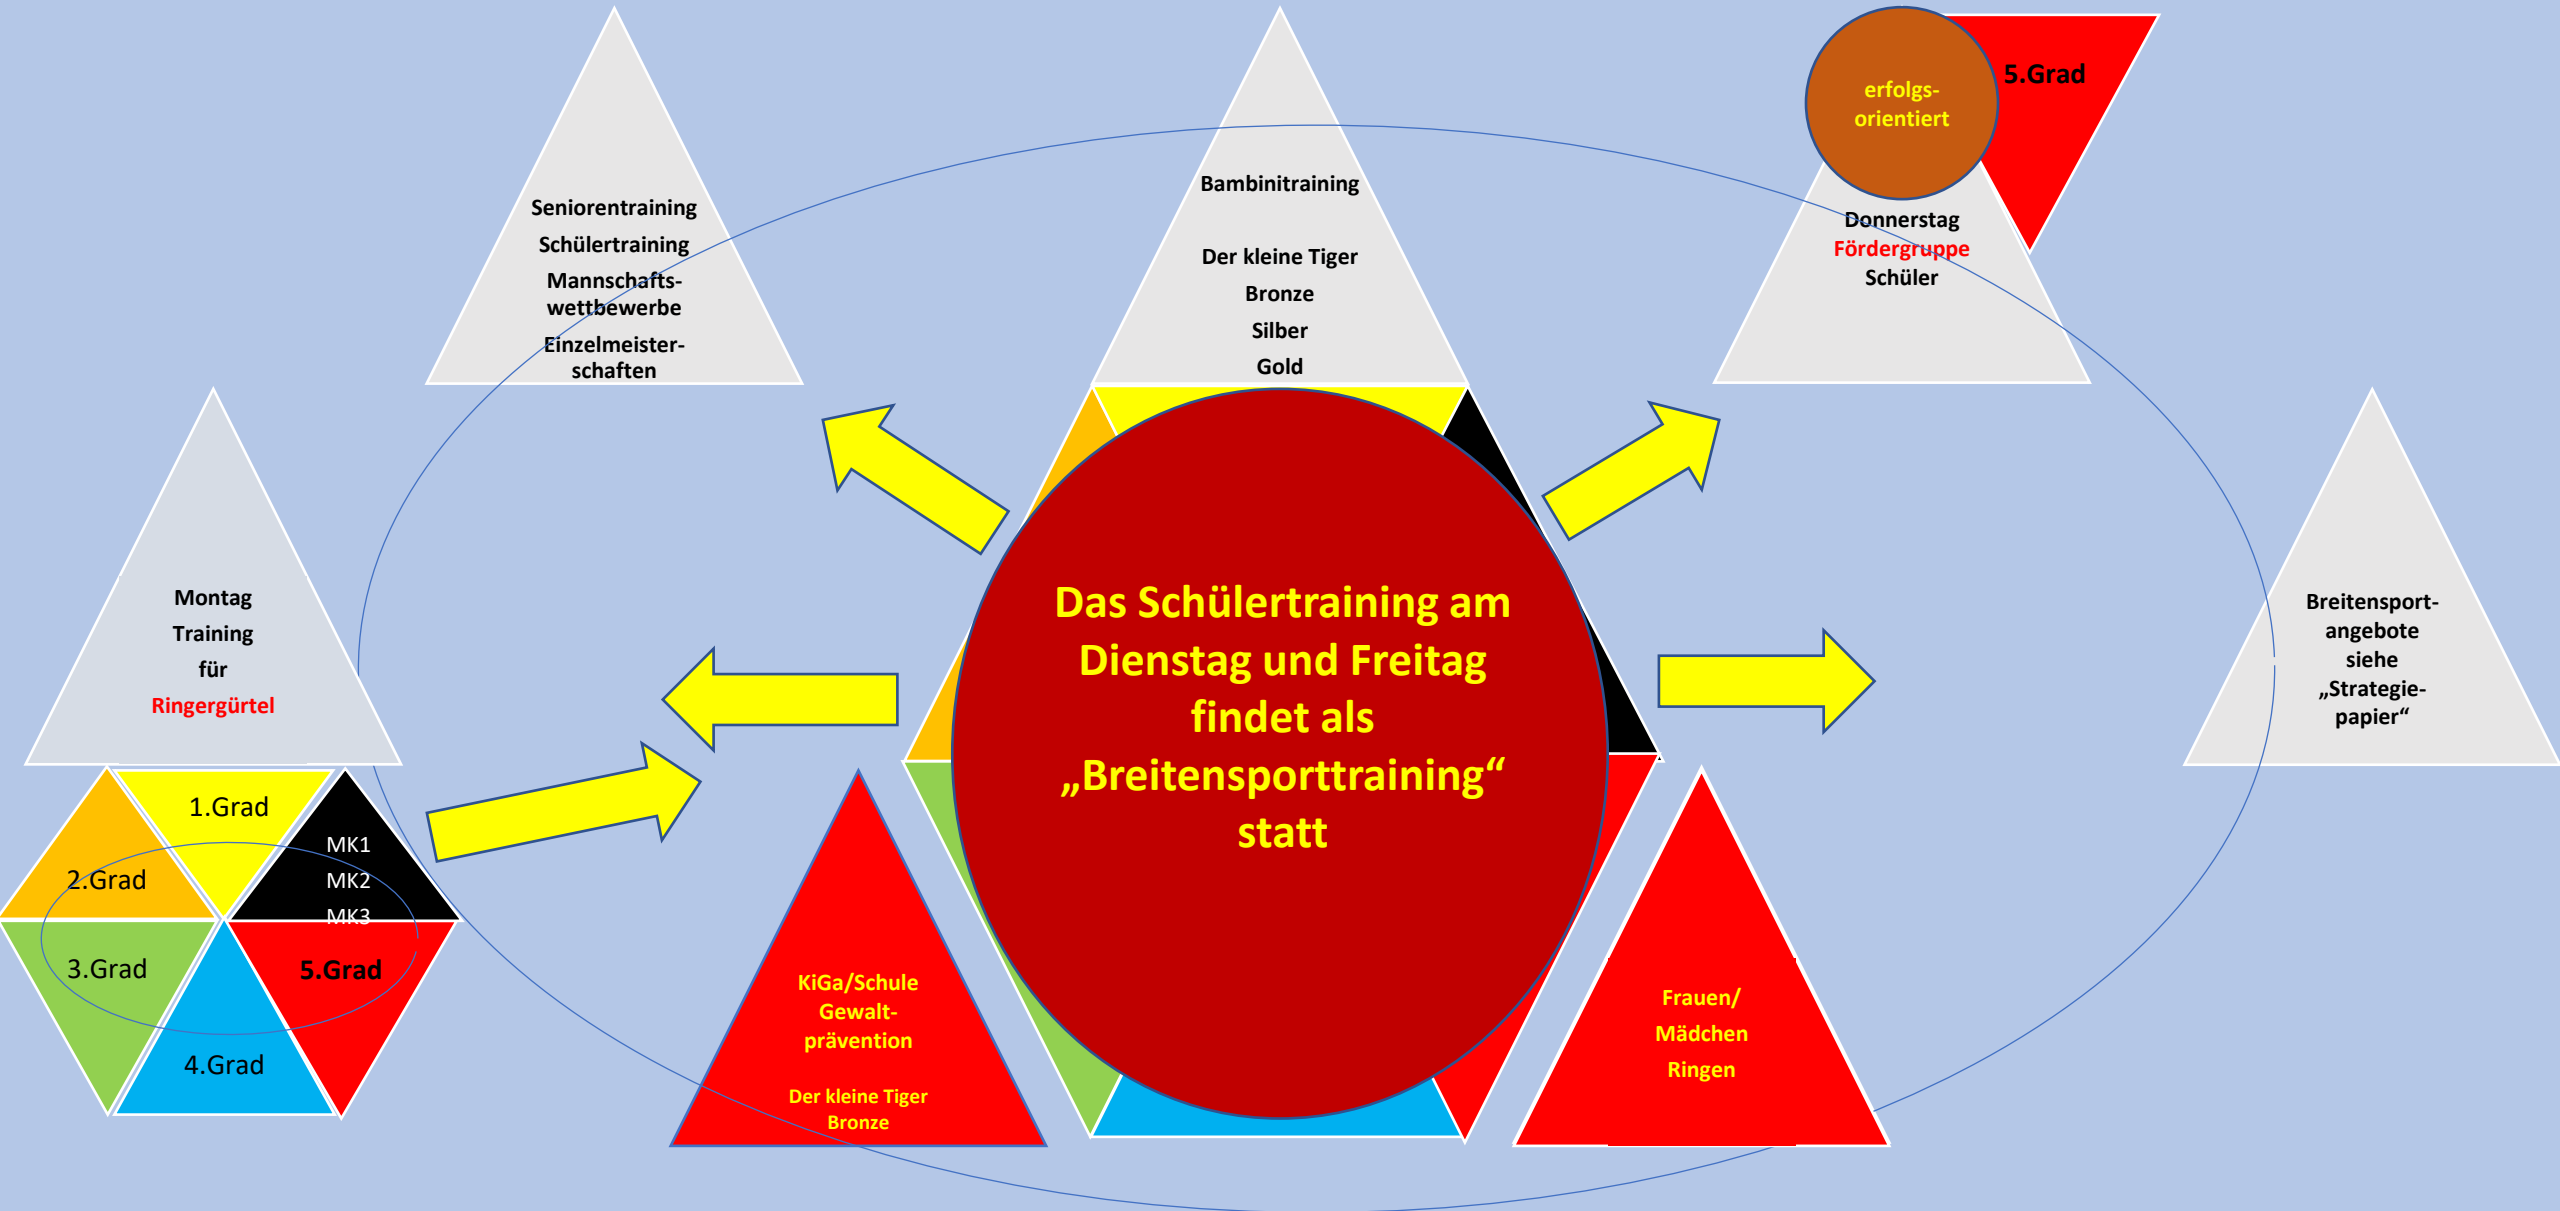 erfolgs-
orientiert
5.Grad
Seniorentraining
Schülertraining
Mannschafts-
wettbewerbe
Einzelmeister-
schaften
Bambinitraining
Der kleine Tiger
Bronze
Silber
Gold
Donnerstag
Fördergruppe
Schüler
Montag
Training
für
Ringergürtel
Das Schülertraining am
Dienstag und Freitag
findet als
„Breitensporttraining“
statt
Breitensport-
angebote
siehe
„Strategie-
papier“
1.Grad
2.Grad
MK1
MK2
MK3
3.Grad
5.Grad
4.Grad
KiGa/Schule
Gewalt-
prävention
Der kleine Tiger
Bronze
Frauen/
Mädchen
Ringen